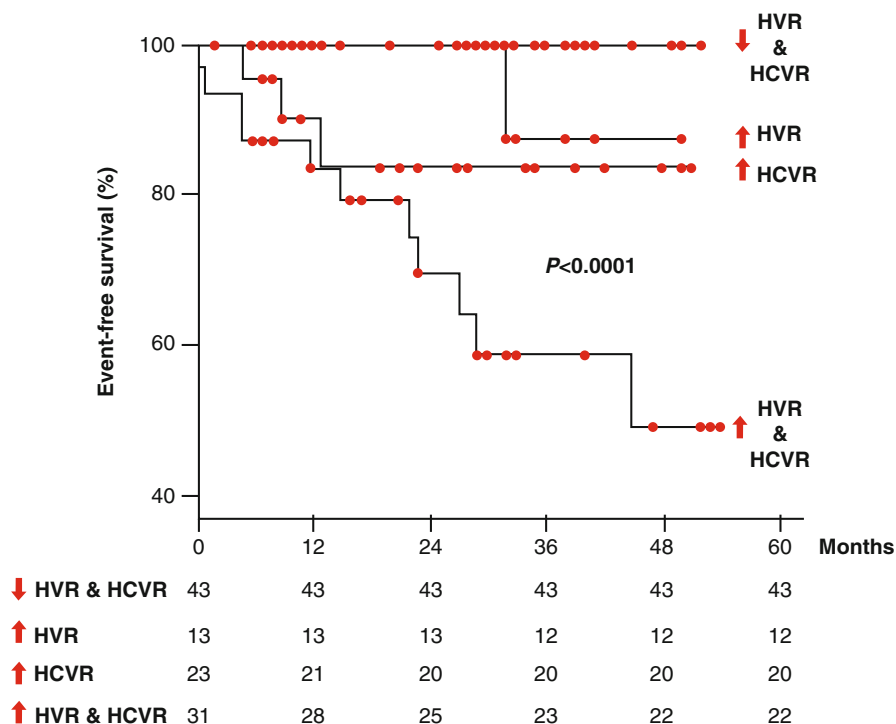 Event-free survival (%)
100
80
60
40
HVR
&
HCVR
HVR
HCVR
P<0.0001
HVR
&
HCVR
0 12 24 36 48 60 Months
HVR & HCVR 43 43 43 43 43 43
HVR 13 13 13 12 12 12
HCVR 23 21 20 20 20 20
HVR & HCVR 31 28 25 23 22 22